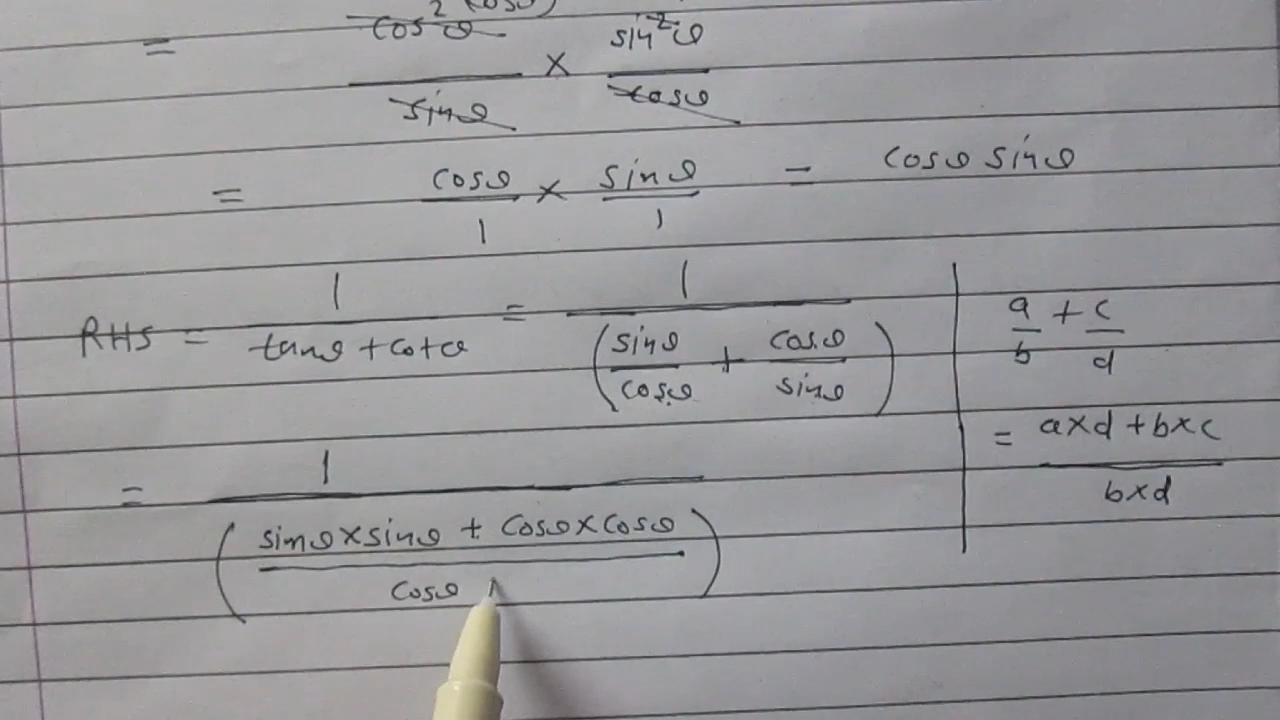 = cos²θ / sinθ × sin²θ / cosθ
= cosθ/1 × sinθ/1 = cosθ sinθ
RHS = 1/(tanθ + cotθ) = 1/(sinθ/cosθ + cosθ/sinθ)
a/b + c/d
= (a×d + b×c)/(b×d)
= 1/((sinθ×sinθ + cosθ×cosθ)/cosθ)